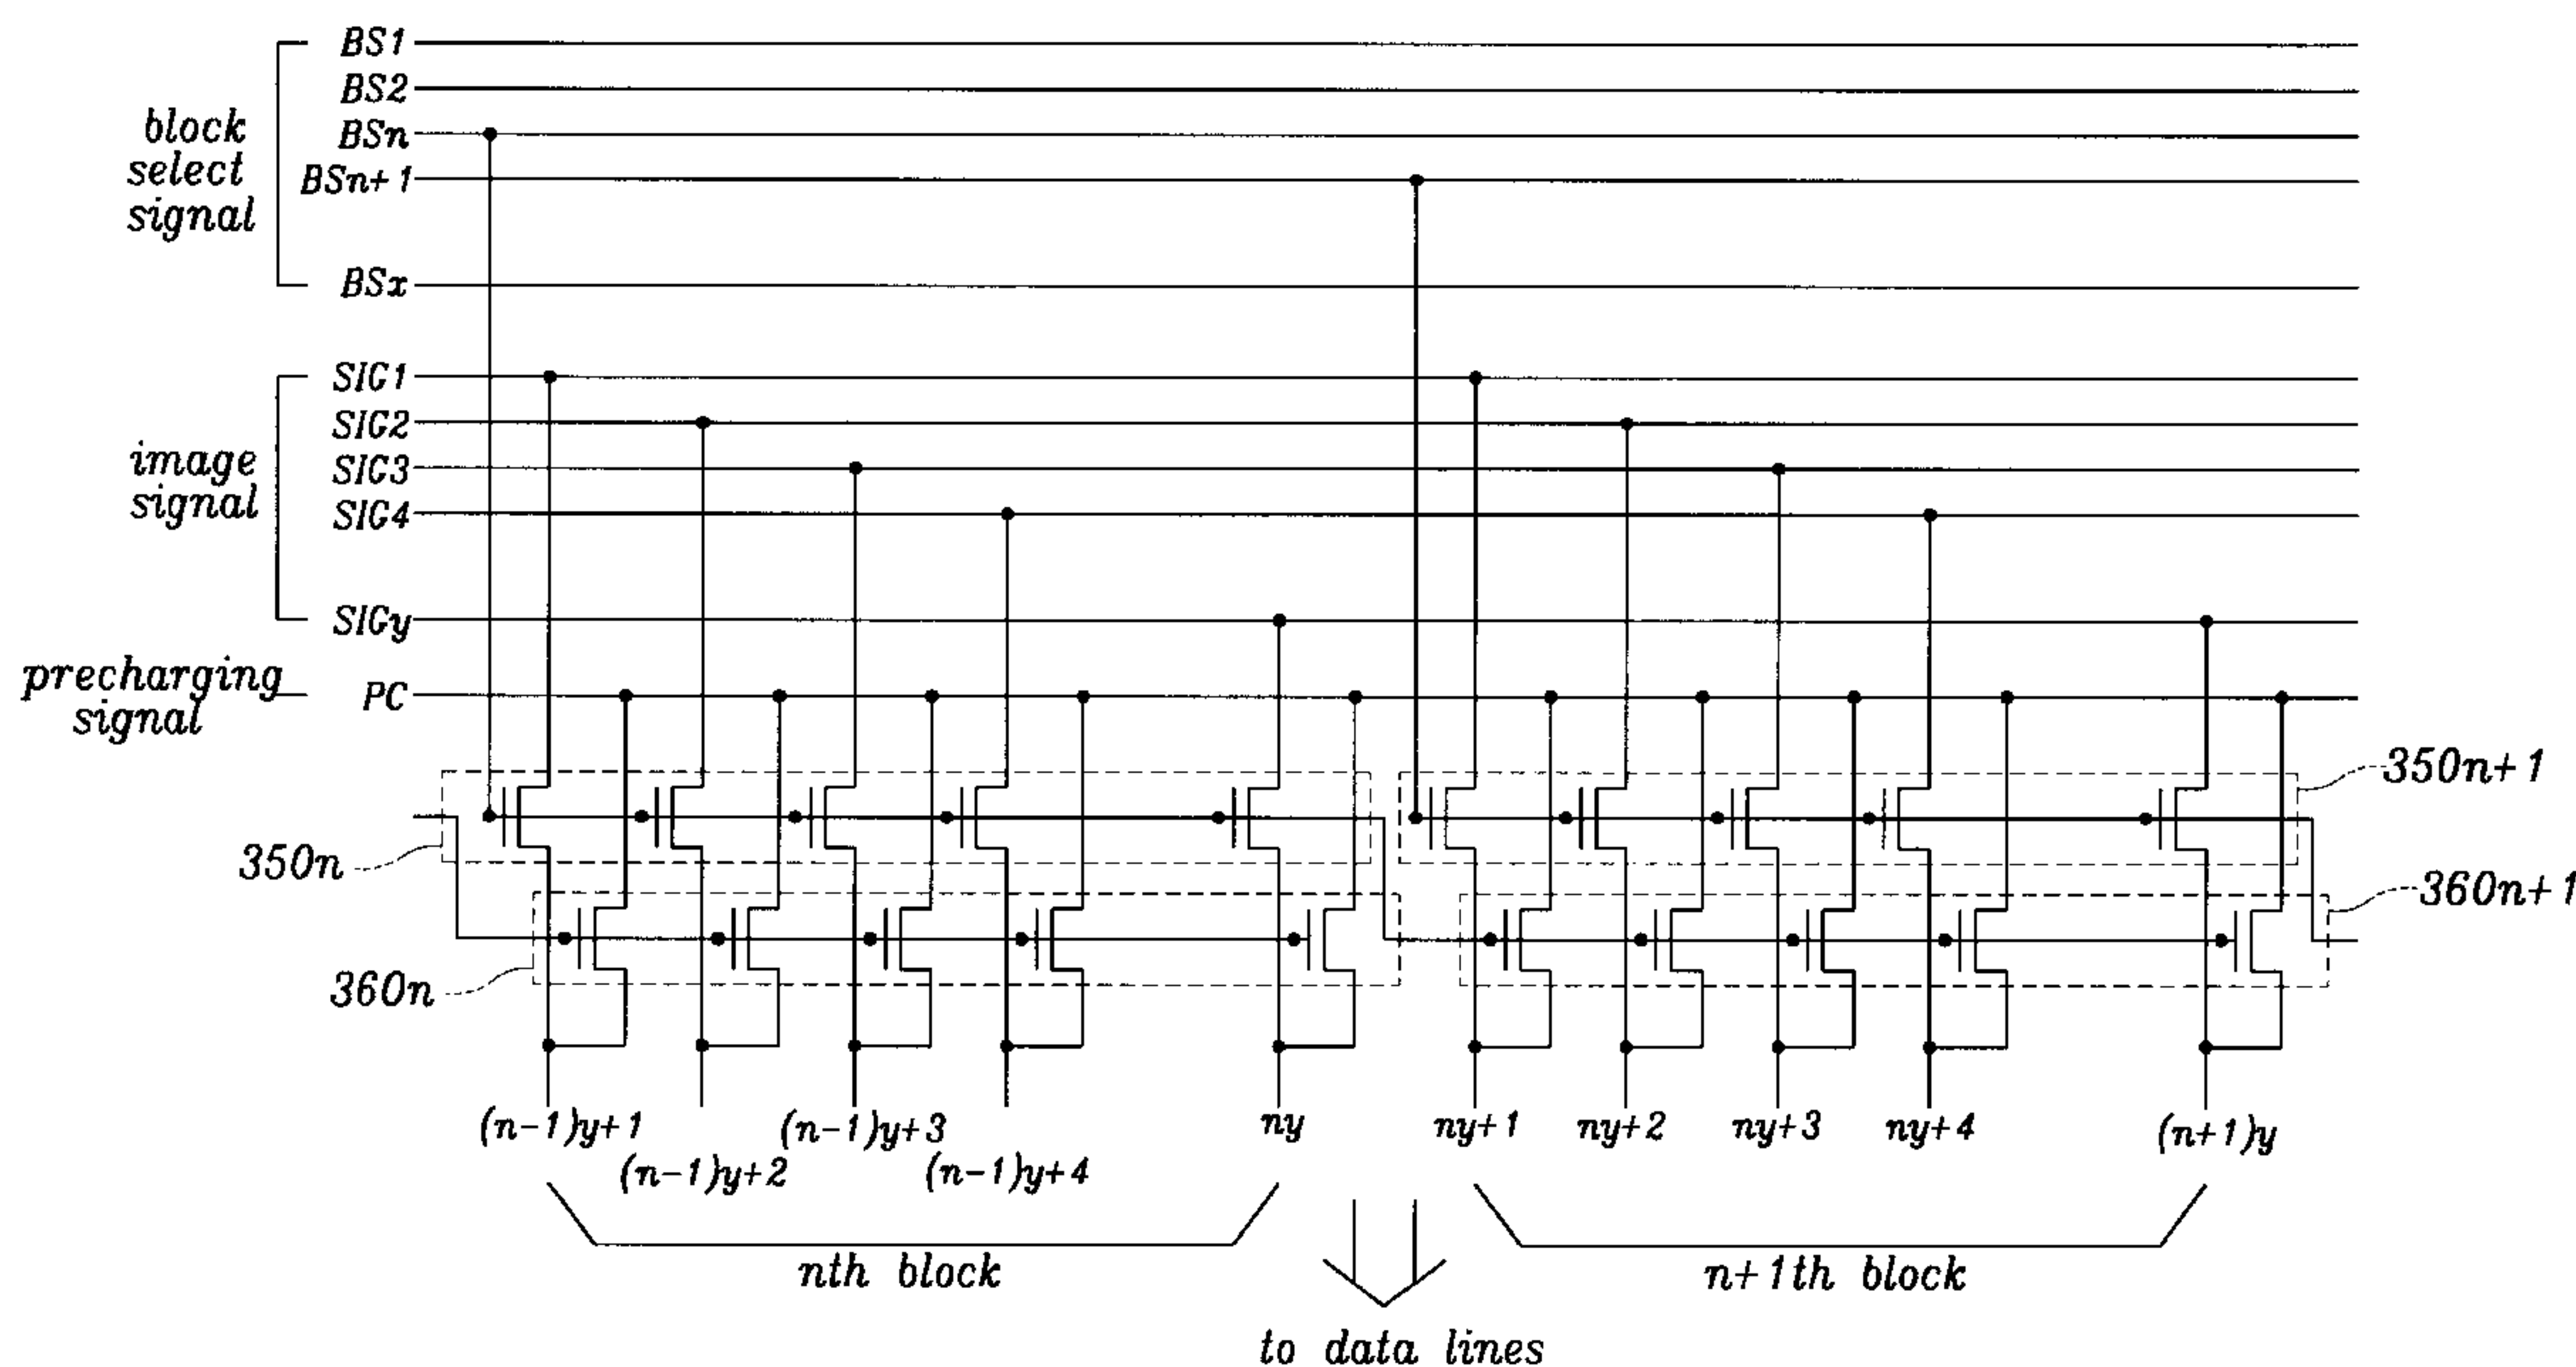 block
select
signal
BS1
BS2
BSn
BSn+1
BSx
image
signal
SIG1
SIG2
SIG3
SIG4
SIGy
precharging
signal
PC
350n+1
350n
360n+1
360n
(n-1)y+1
(n-1)y+2
(n-1)y+3
(n-1)y+4
ny
ny+1
ny+2
ny+3
ny+4
(n+1)y
nth block
n+1th block
to data lines